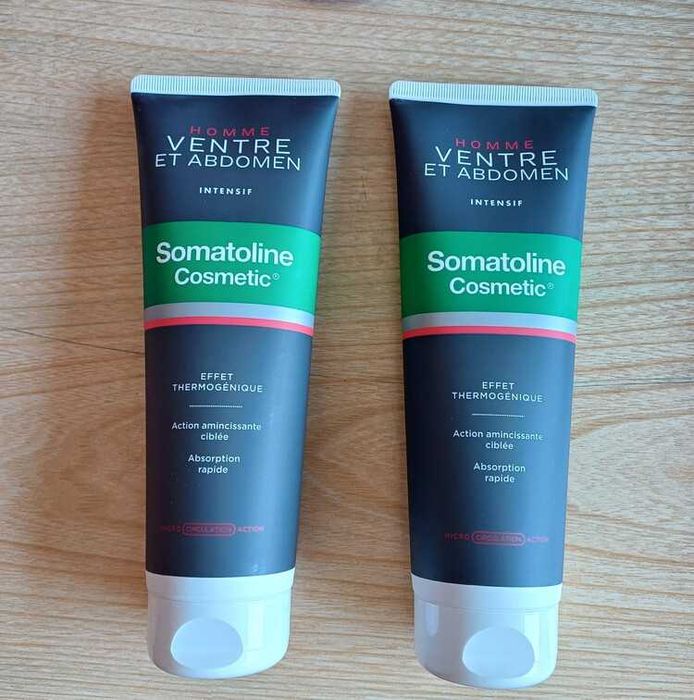 HOMME
VENTRE
ET ABDOMEN
INTENSIF
Somatoline
Cosmetic®
EFFET
THERMOGÉNIQUE
Action amincissante
ciblée
Absorption
rapide
MICRO CIRCULATION ACTION
HOMME
VENTRE
ET ABDOMEN
INTENSIF
Somatoline
Cosmetic®
EFFET
THERMOGÉNIQUE
Action amincissante
ciblée
Absorption
rapide
MICRO CIRCULATION ACTION